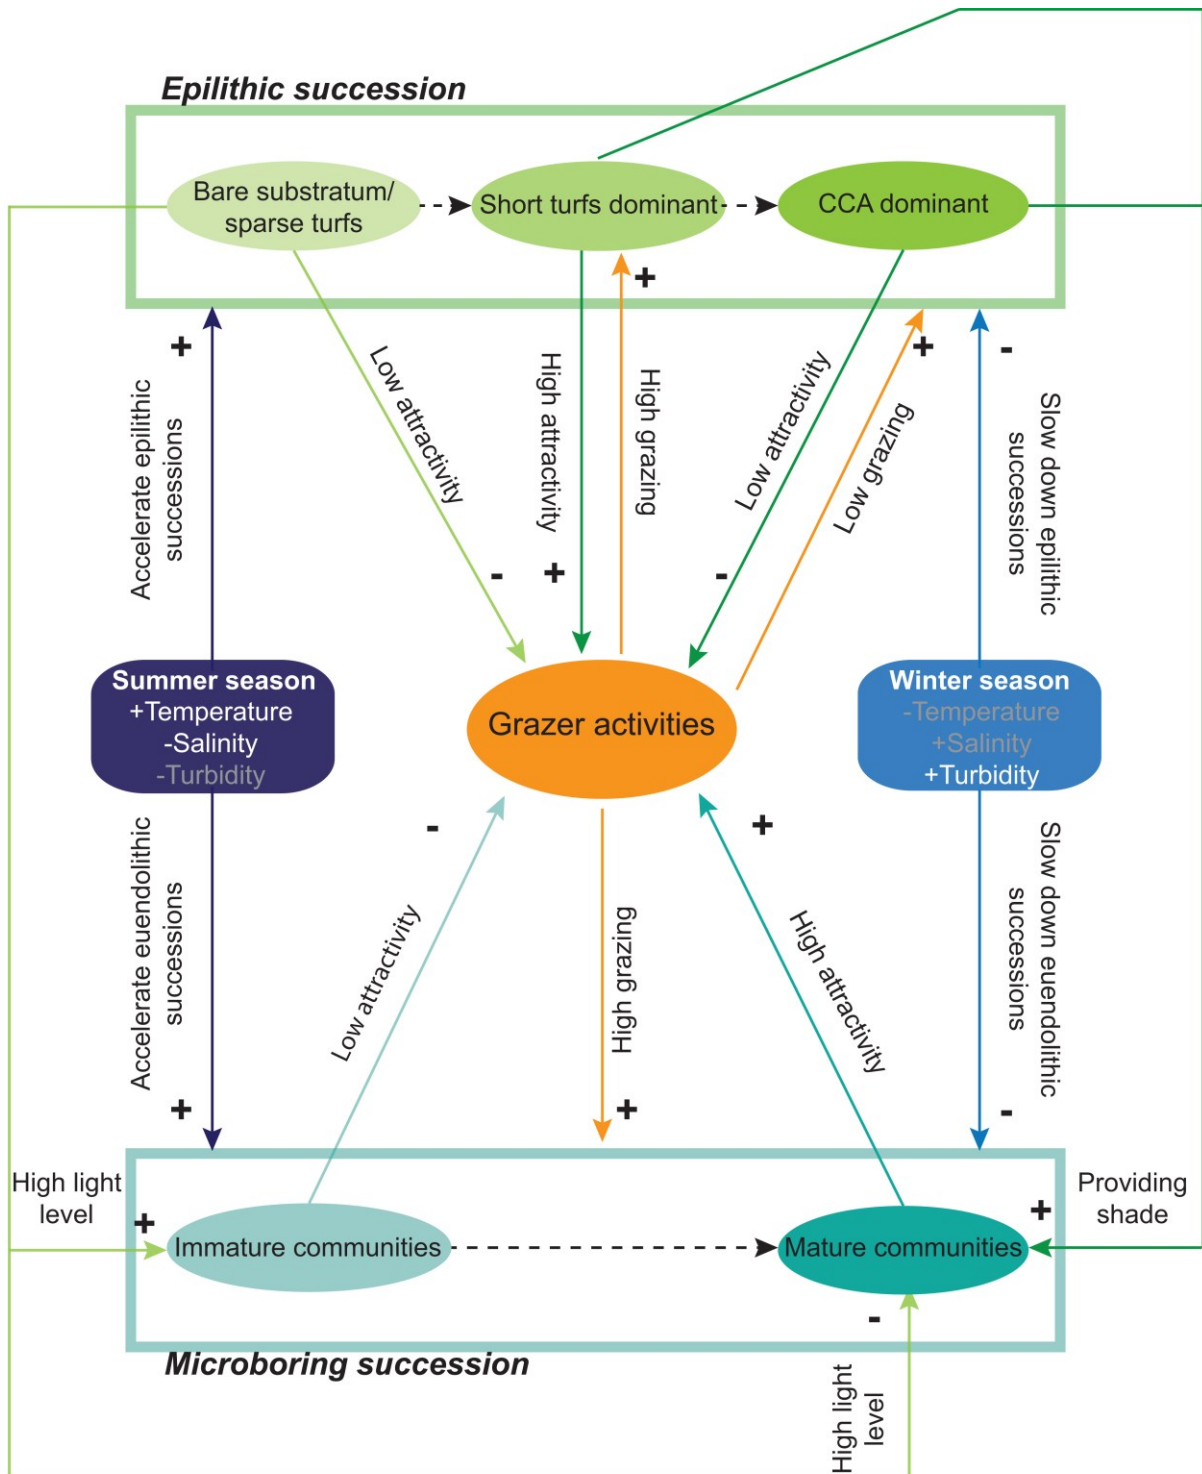 Epilithic succession
Bare substratum/
sparse turfs
Short turfs dominant
CCA dominant
+
+
+
-
Accelerate epilithic
successions
Low attractivity
High attractivity
High grazing
Low attractivity
Low grazing
Slow down epilithic
successions
-
+
-
Summer season
+Temperature
-Salinity
-Turbidity
Grazer activities
Winter season
-Temperature
+Salinity
+Turbidity
-
+
Accelerate euendolithic
successions
Low attractivity
High grazing
High attractivity
Slow down euendolithic
successions
+
+
-
High light
level
+
Immature communities
Mature communities
+
Providing
shade
-
Microboring succession
High light
level